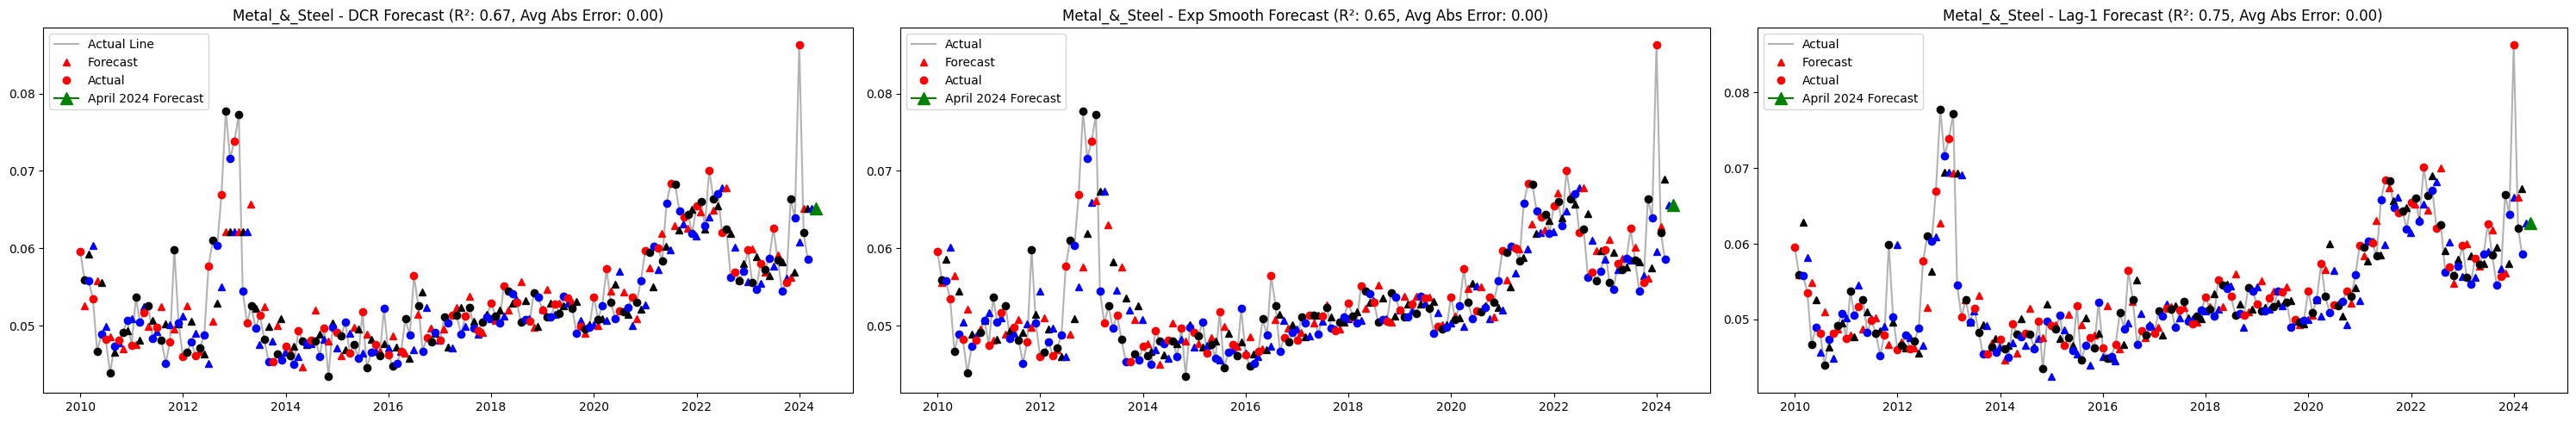 Metal_&_Steel - DCR Forecast (R²: 0.67, Avg Abs Error: 0.00)
Actual Line
Forecast
Actual
April 2024 Forecast
0.08
0.07
0.06
0.05
2010 2012 2014 2016 2018 2020 2022 2024
Metal_&_Steel - Exp Smooth Forecast (R²: 0.65, Avg Abs Error: 0.00)
Actual
Forecast
Actual
April 2024 Forecast
0.08
0.07
0.06
0.05
2010 2012 2014 2016 2018 2020 2022 2024
Metal_&_Steel - Lag-1 Forecast (R²: 0.75, Avg Abs Error: 0.00)
Actual
Forecast
Actual
April 2024 Forecast
0.08
0.07
0.06
0.05
2010 2012 2014 2016 2018 2020 2022 2024